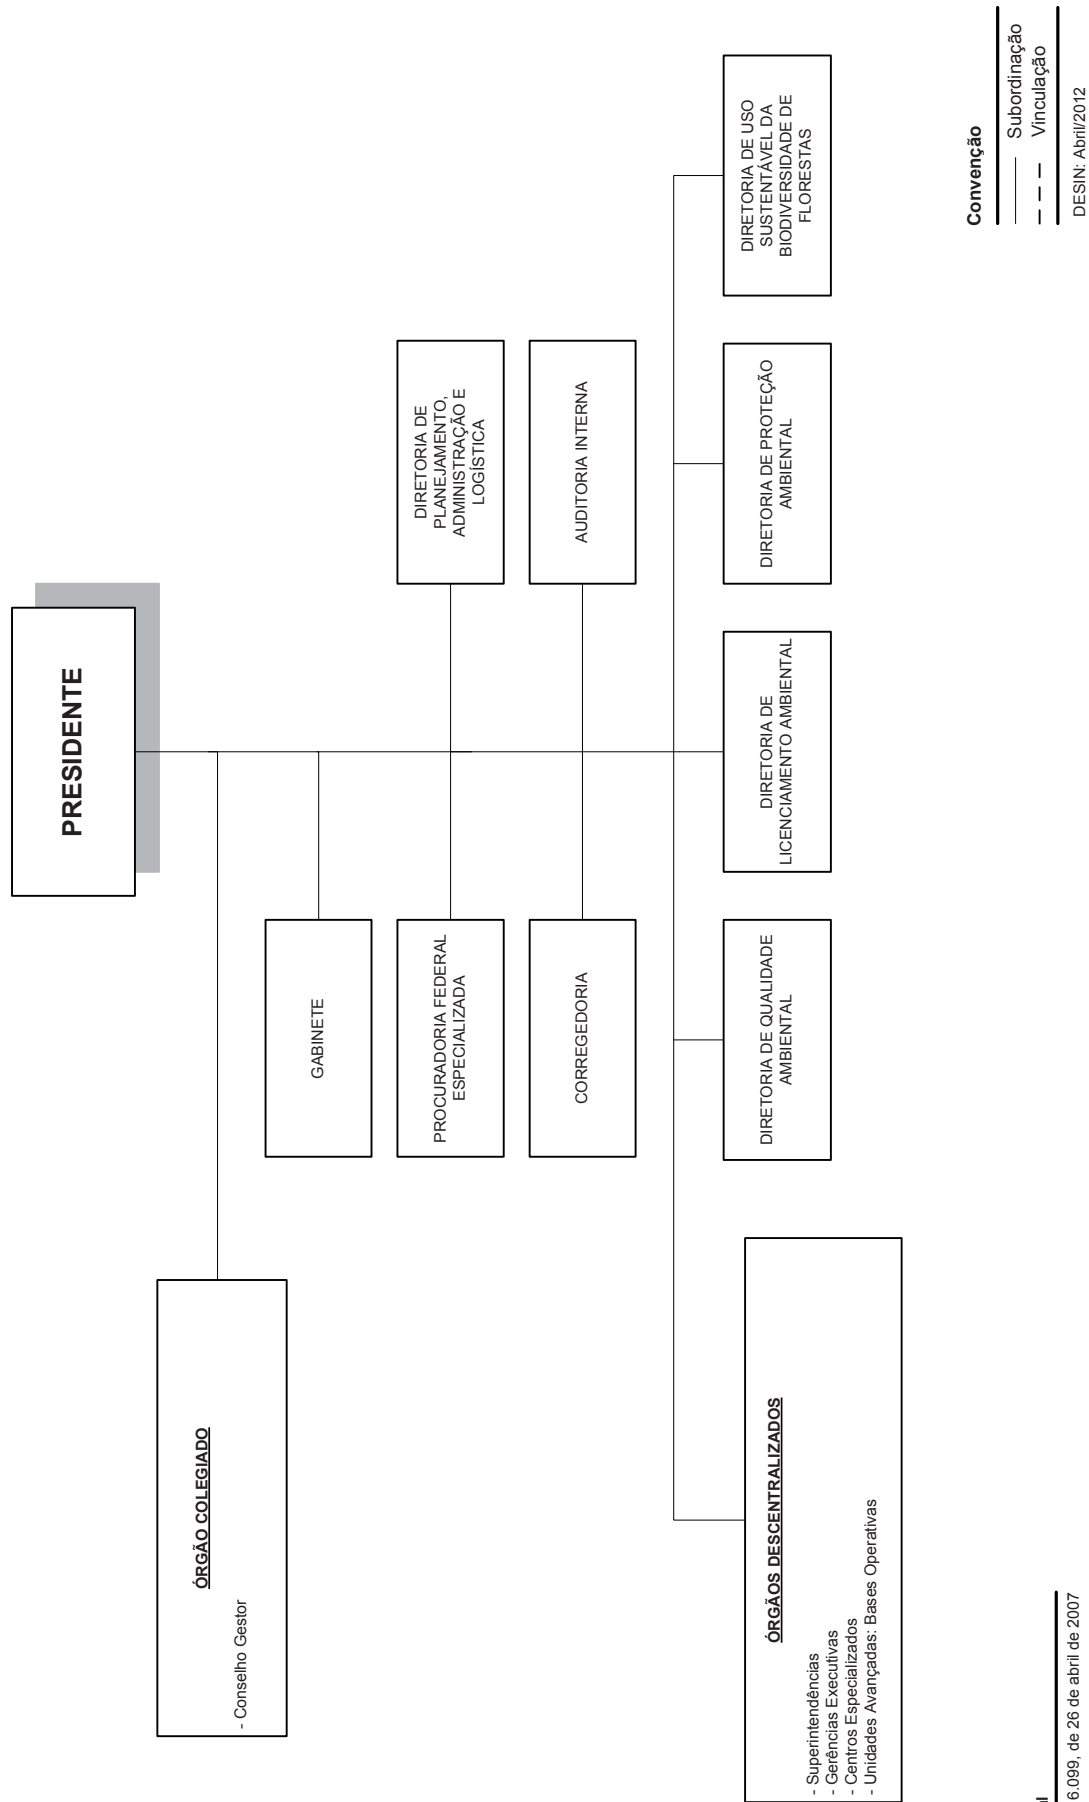 PRESIDENTE
ÓRGÃO COLEGIADO
- Conselho Gestor
GABINETE
PROCURADORIA FEDERAL
ESPECIALIZADA
DIRETORIA DE
PLANEJAMENTO,
ADMINISTRAÇÃO E
LOGÍSTICA
CORREGEDORIA
AUDITORIA INTERNA
ÓRGÃOS DESCENTRALIZADOS
- Superintendências
- Gerências Executivas
- Centros Especializados
- Unidades Avançadas: Bases Operativas
DIRETORIA DE QUALIDADE
AMBIENTAL
DIRETORIA DE
LICENCIAMENTO AMBIENTAL
DIRETORIA DE PROTEÇÃO
AMBIENTAL
DIRETORIA DE USO
SUSTENTÁVEL DA
BIODIVERSIDADE DE
FLORESTAS
6.099, de 26 de abril de 2007
Convenção
Subordinação
Vinculação
DESIN: Abril/2012